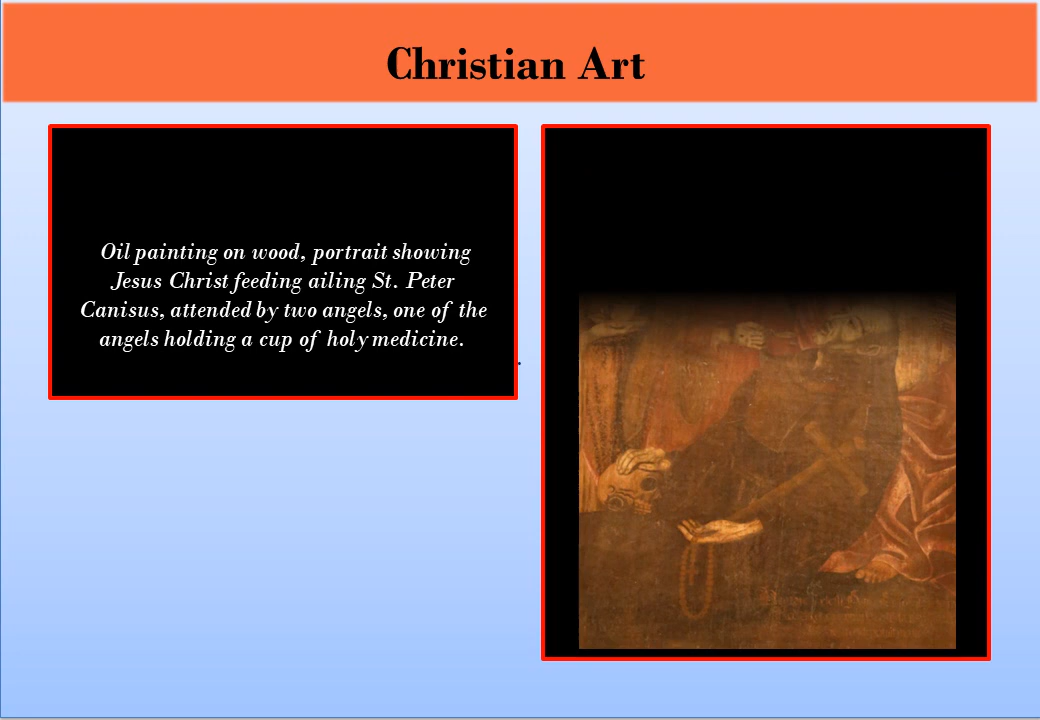 Christian Art
Oil painting on wood, portrait showing
Jesus Christ feeding ailing St. Peter
Canisus, attended by two angels, one of the
angels holding a cup of holy medicine.
.